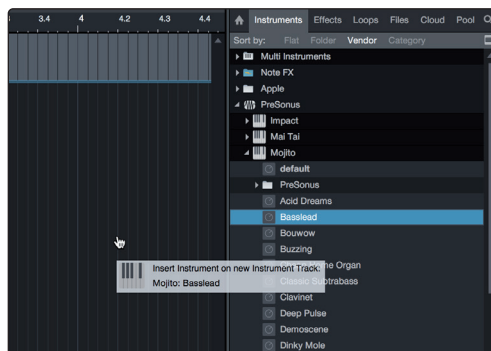 3.4 4 4.2 4.3 4.4
Instruments Effects Loops Files Cloud Pool
Sort by: Flat Folder Vendor Category
Multi Instruments
Note FX
Apple
PreSonus
Impact
Mai Tai
Mojito
default
PreSonus
Acid Dreams
Basslead
Bouwow
Buzzing
Insert Instrument on new Instrument Track:
Organ
Mojito: Basslead
Classic Subtrabass
Clavinet
Deep Pulse
Demoscene
Dinky Mole